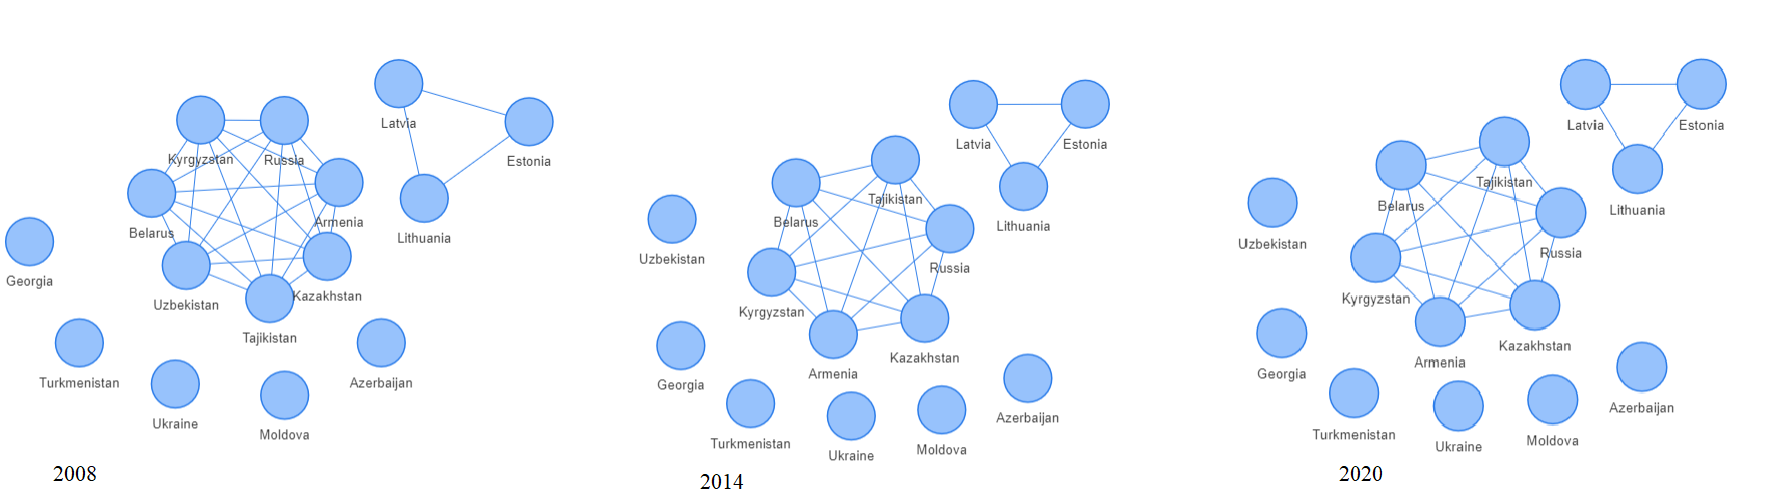 Latvia
Estonia
Kyrgyzstan
Russia
Armenia
Belarus
Lithuania
Georgia
Uzbekistan
Kazakhstan
Tajikistan
Turkmenistan
Azerbaijan
Ukraine
Moldova
2008
Latvia
Estonia
Tajikistan
Belarus
Lithuania
Uzbekistan
Russia
Kyrgyzstan
Kazakhstan
Armenia
Georgia
Azerbaijan
Turkmenistan
Moldova
Ukraine
2014
Latvia
Estonia
Tajikistan
Belarus
Lithuania
Uzbekistan
Russia
Kyrgyzstan
Kazakhstan
Armenia
Georgia
Azerbaijan
Turkmenistan
Moldova
Ukraine
2020